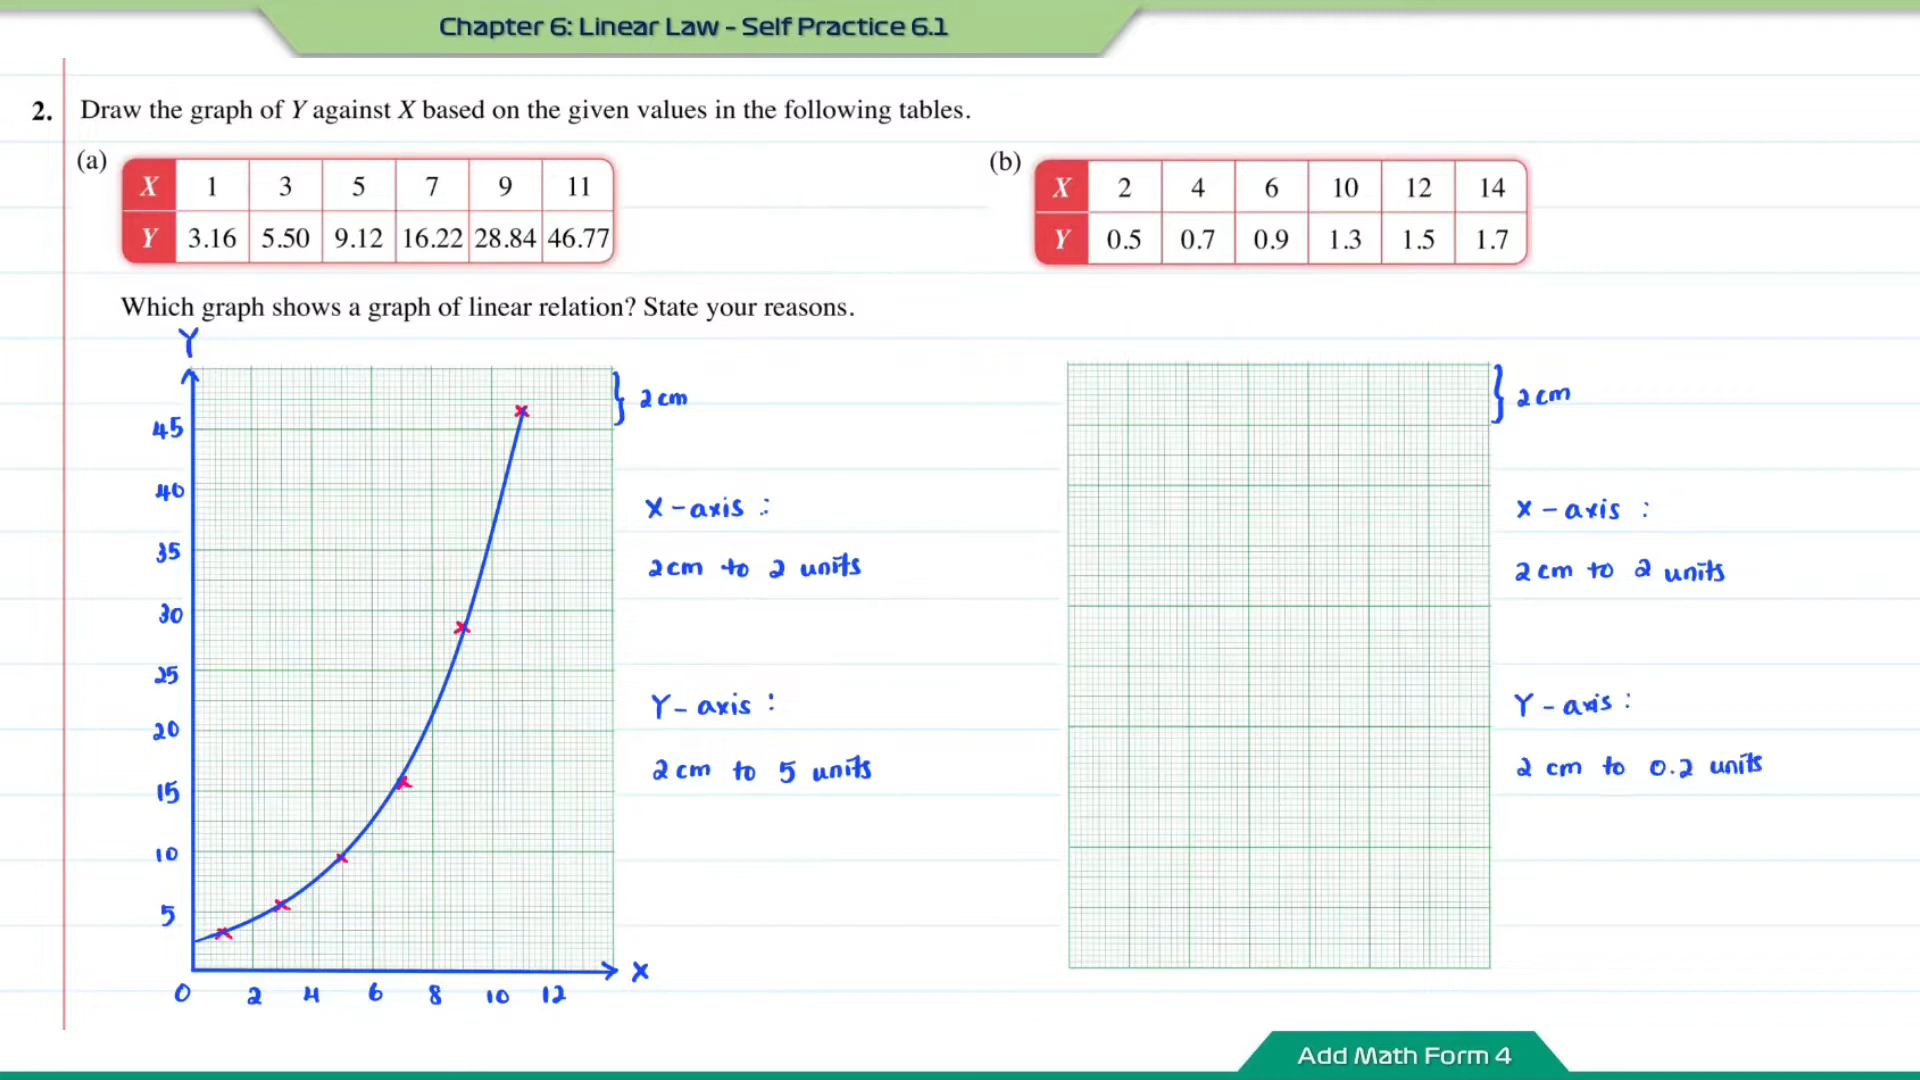 Chapter 6: Linear Law - Self Practice 6.1
2. Draw the graph of Y against X based on the given values in the following tables.
(a)
X 1 3 5 7 9 11
Y 3.16 5.50 9.12 16.22 28.84 46.77
(b)
X 2 4 6 10 12 14
Y 0.5 0.7 0.9 1.3 1.5 1.7
Which graph shows a graph of linear relation? State your reasons.
Y
45
40
35
30
25
20
15
10
5
0 2 4 6 8 10 12
X
2 cm
X - axis :
2 cm to 2 units
Y - axis :
2 cm to 5 units
2 cm
X - axis :
2 cm to 2 units
Y - axis :
2 cm to 0.2 units
Add Math Form 4